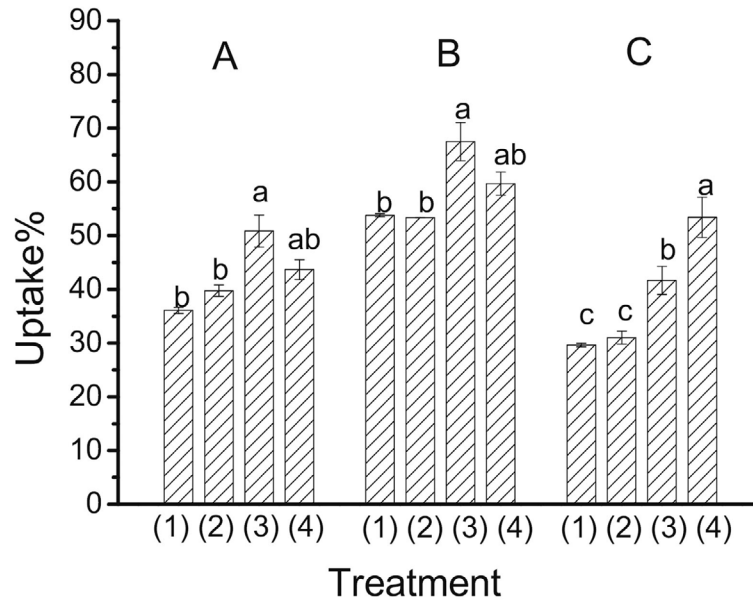 90
80
70
60
50
40
30
20
10
0
Uptake%
A B C
b b a ab
b b a ab
c c b a
(1) (2) (3) (4) (1) (2) (3) (4) (1) (2) (3) (4)
Treatment